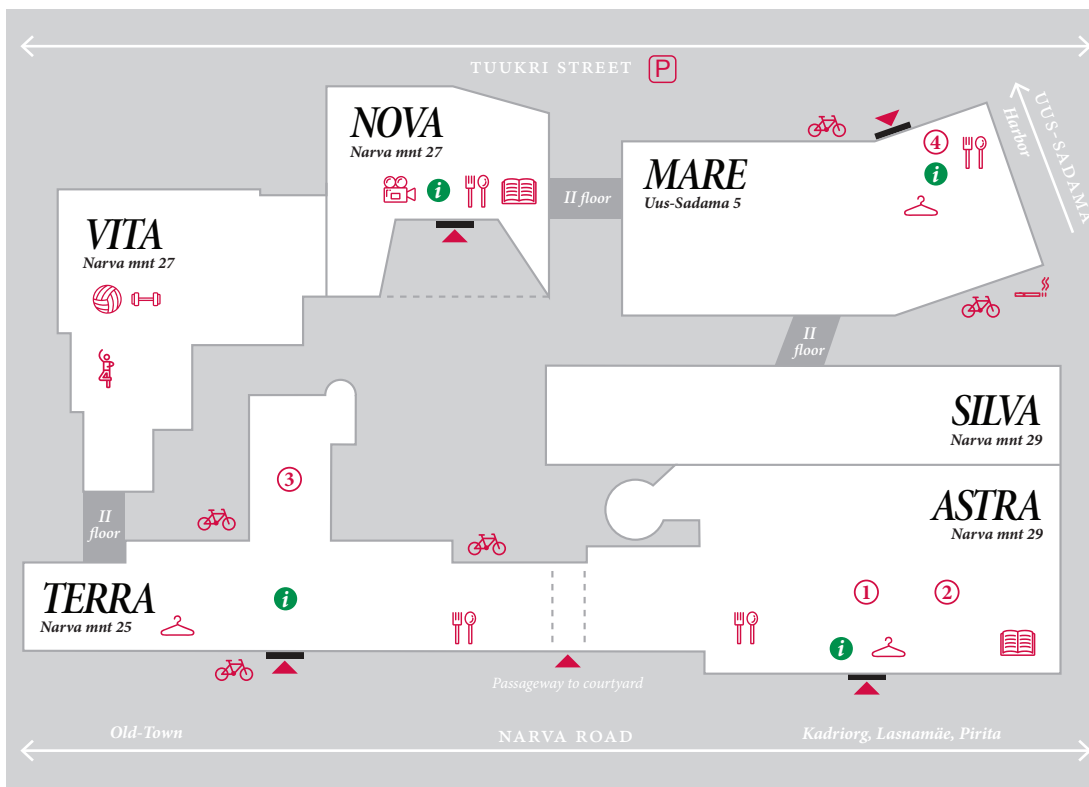 TUUKRI STREET P
UUS-SADAMA
Harbor
NOVA
Narva mnt 27
i
II floor
MARE
Uus-Sadama 5
4
i
VITA
Narva mnt 27
II
floor
SILVA
Narva mnt 29
3
II
floor
ASTRA
Narva mnt 29
TERRA
Narva mnt 25
i
1
2
i
Passageway to courtyard
Old-Town
NARVA ROAD
Kadriorg, Lasnamäe, Pirita